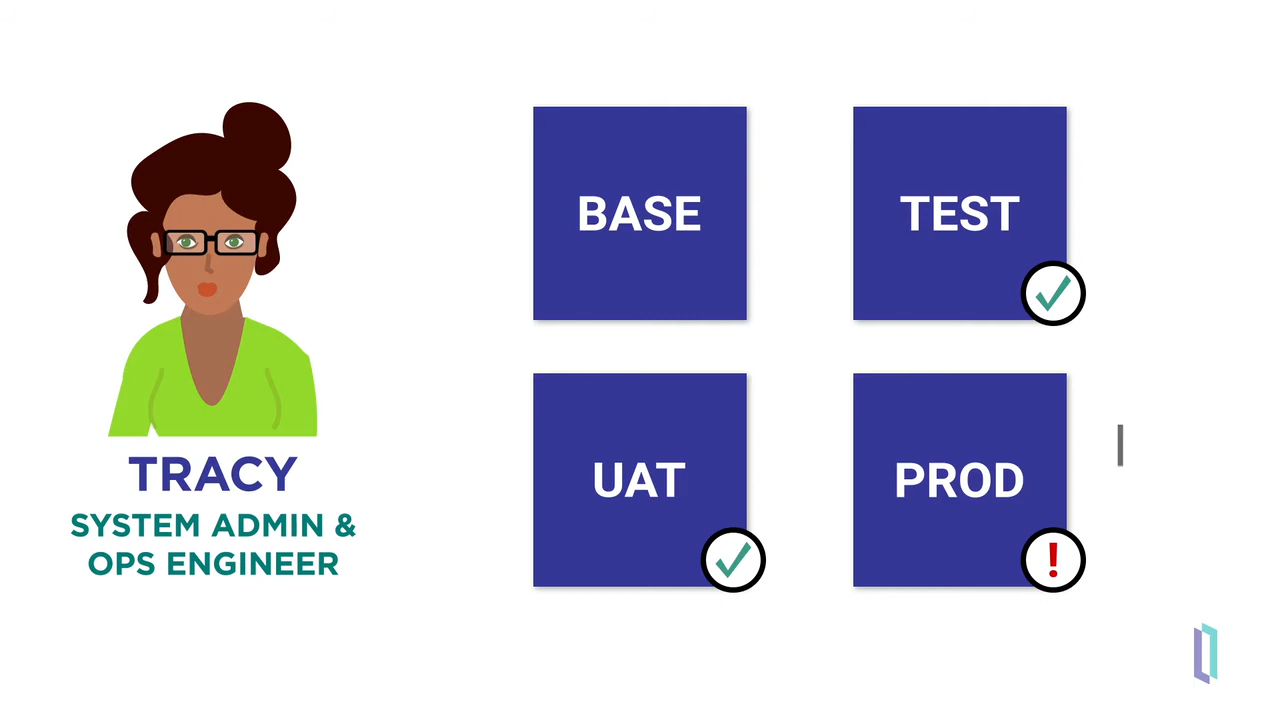 BASE
TEST
UAT
PROD
!
TRACY
SYSTEM ADMIN &
OPS ENGINEER